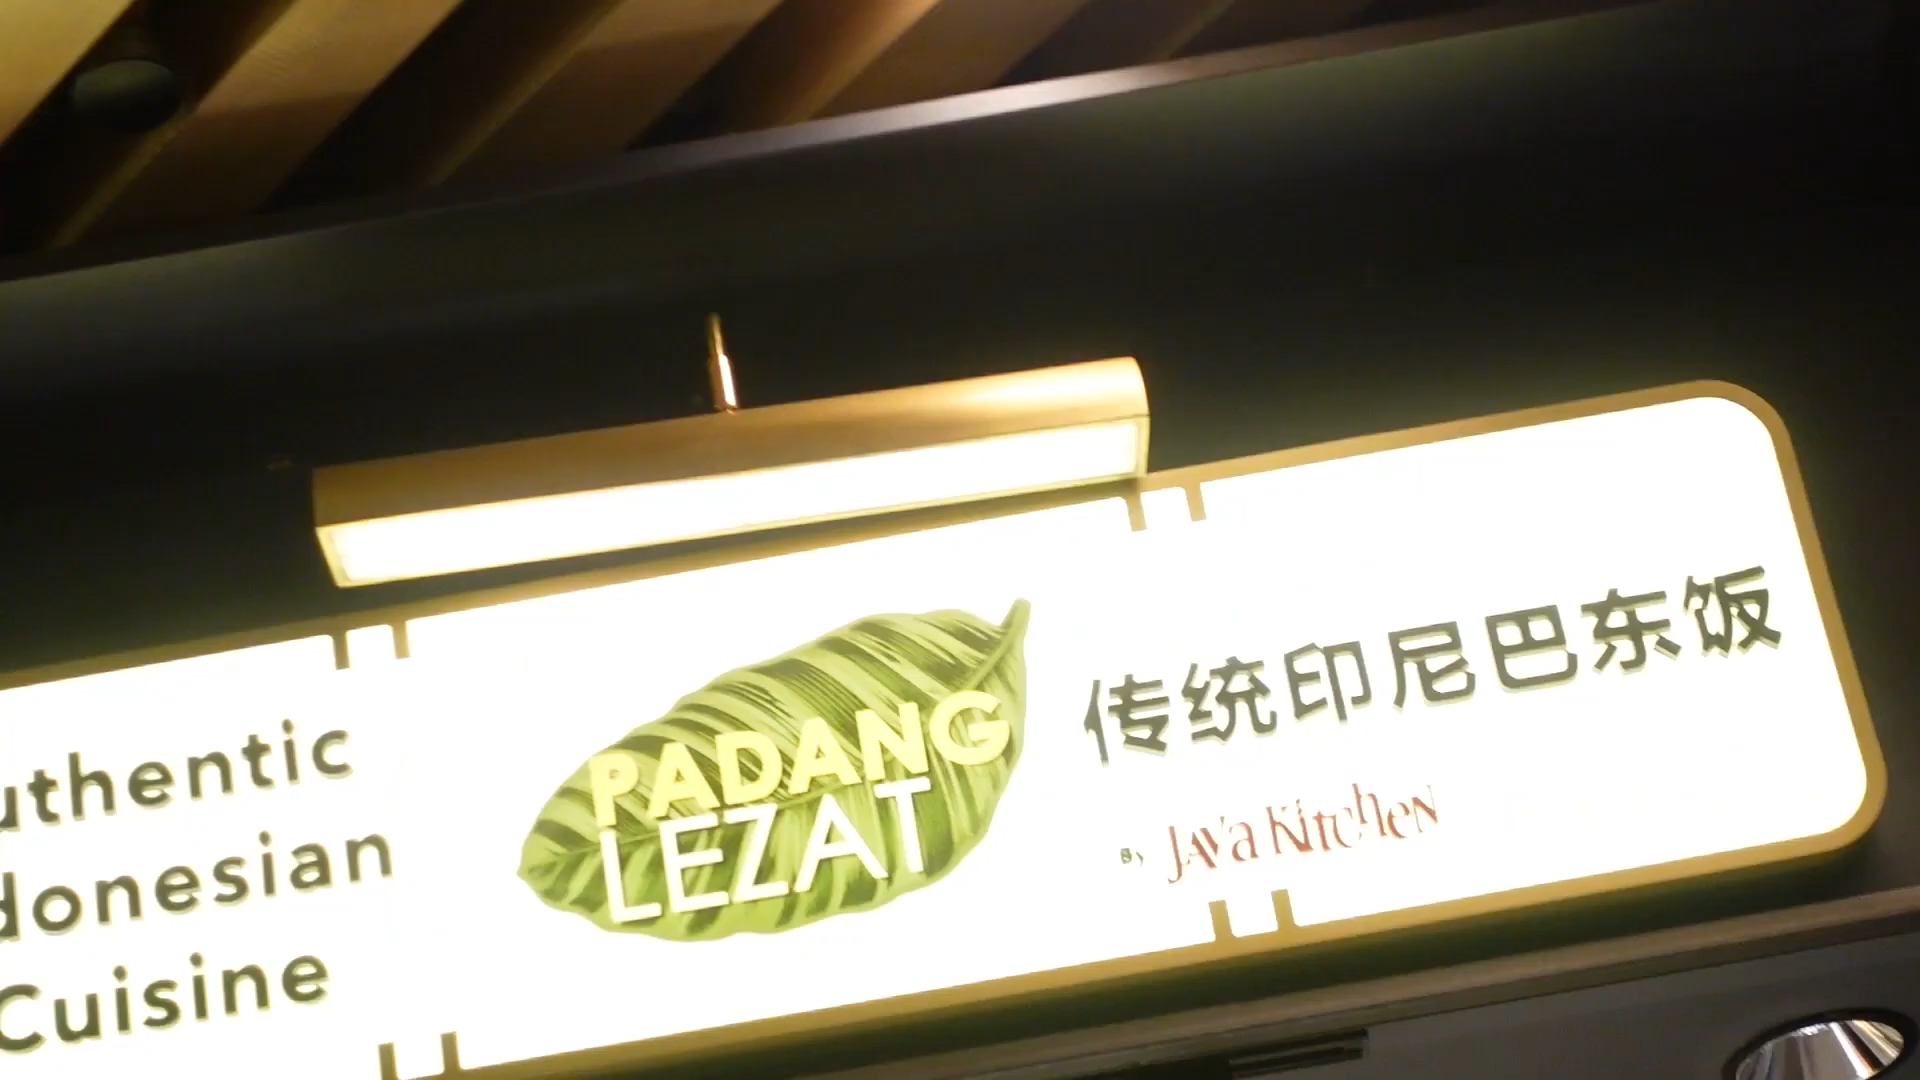 uthentic
donesian
Cuisine
PADANG
LEZAT
传统印尼巴东饭
By Java Kitchen